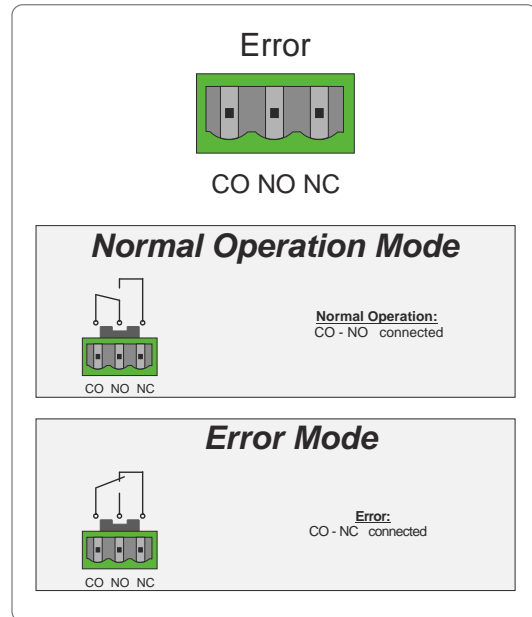 Error
CO NO NC
Normal Operation Mode
Normal Operation:
CO - NO connected
CO NO NC
Error Mode
Error:
CO - NC connected
CO NO NC